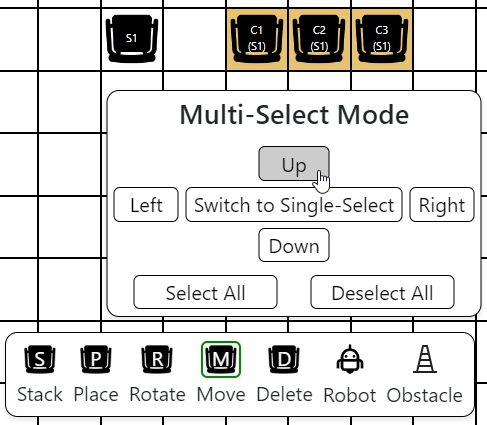 S1 C1 C2 C3
(S1) (S1) (S1)
Multi-Select Mode
Up
Left Switch to Single-Select Right
Down
Select All Deselect All
S P R M D
Stack Place Rotate Move Delete Robot Obstacle